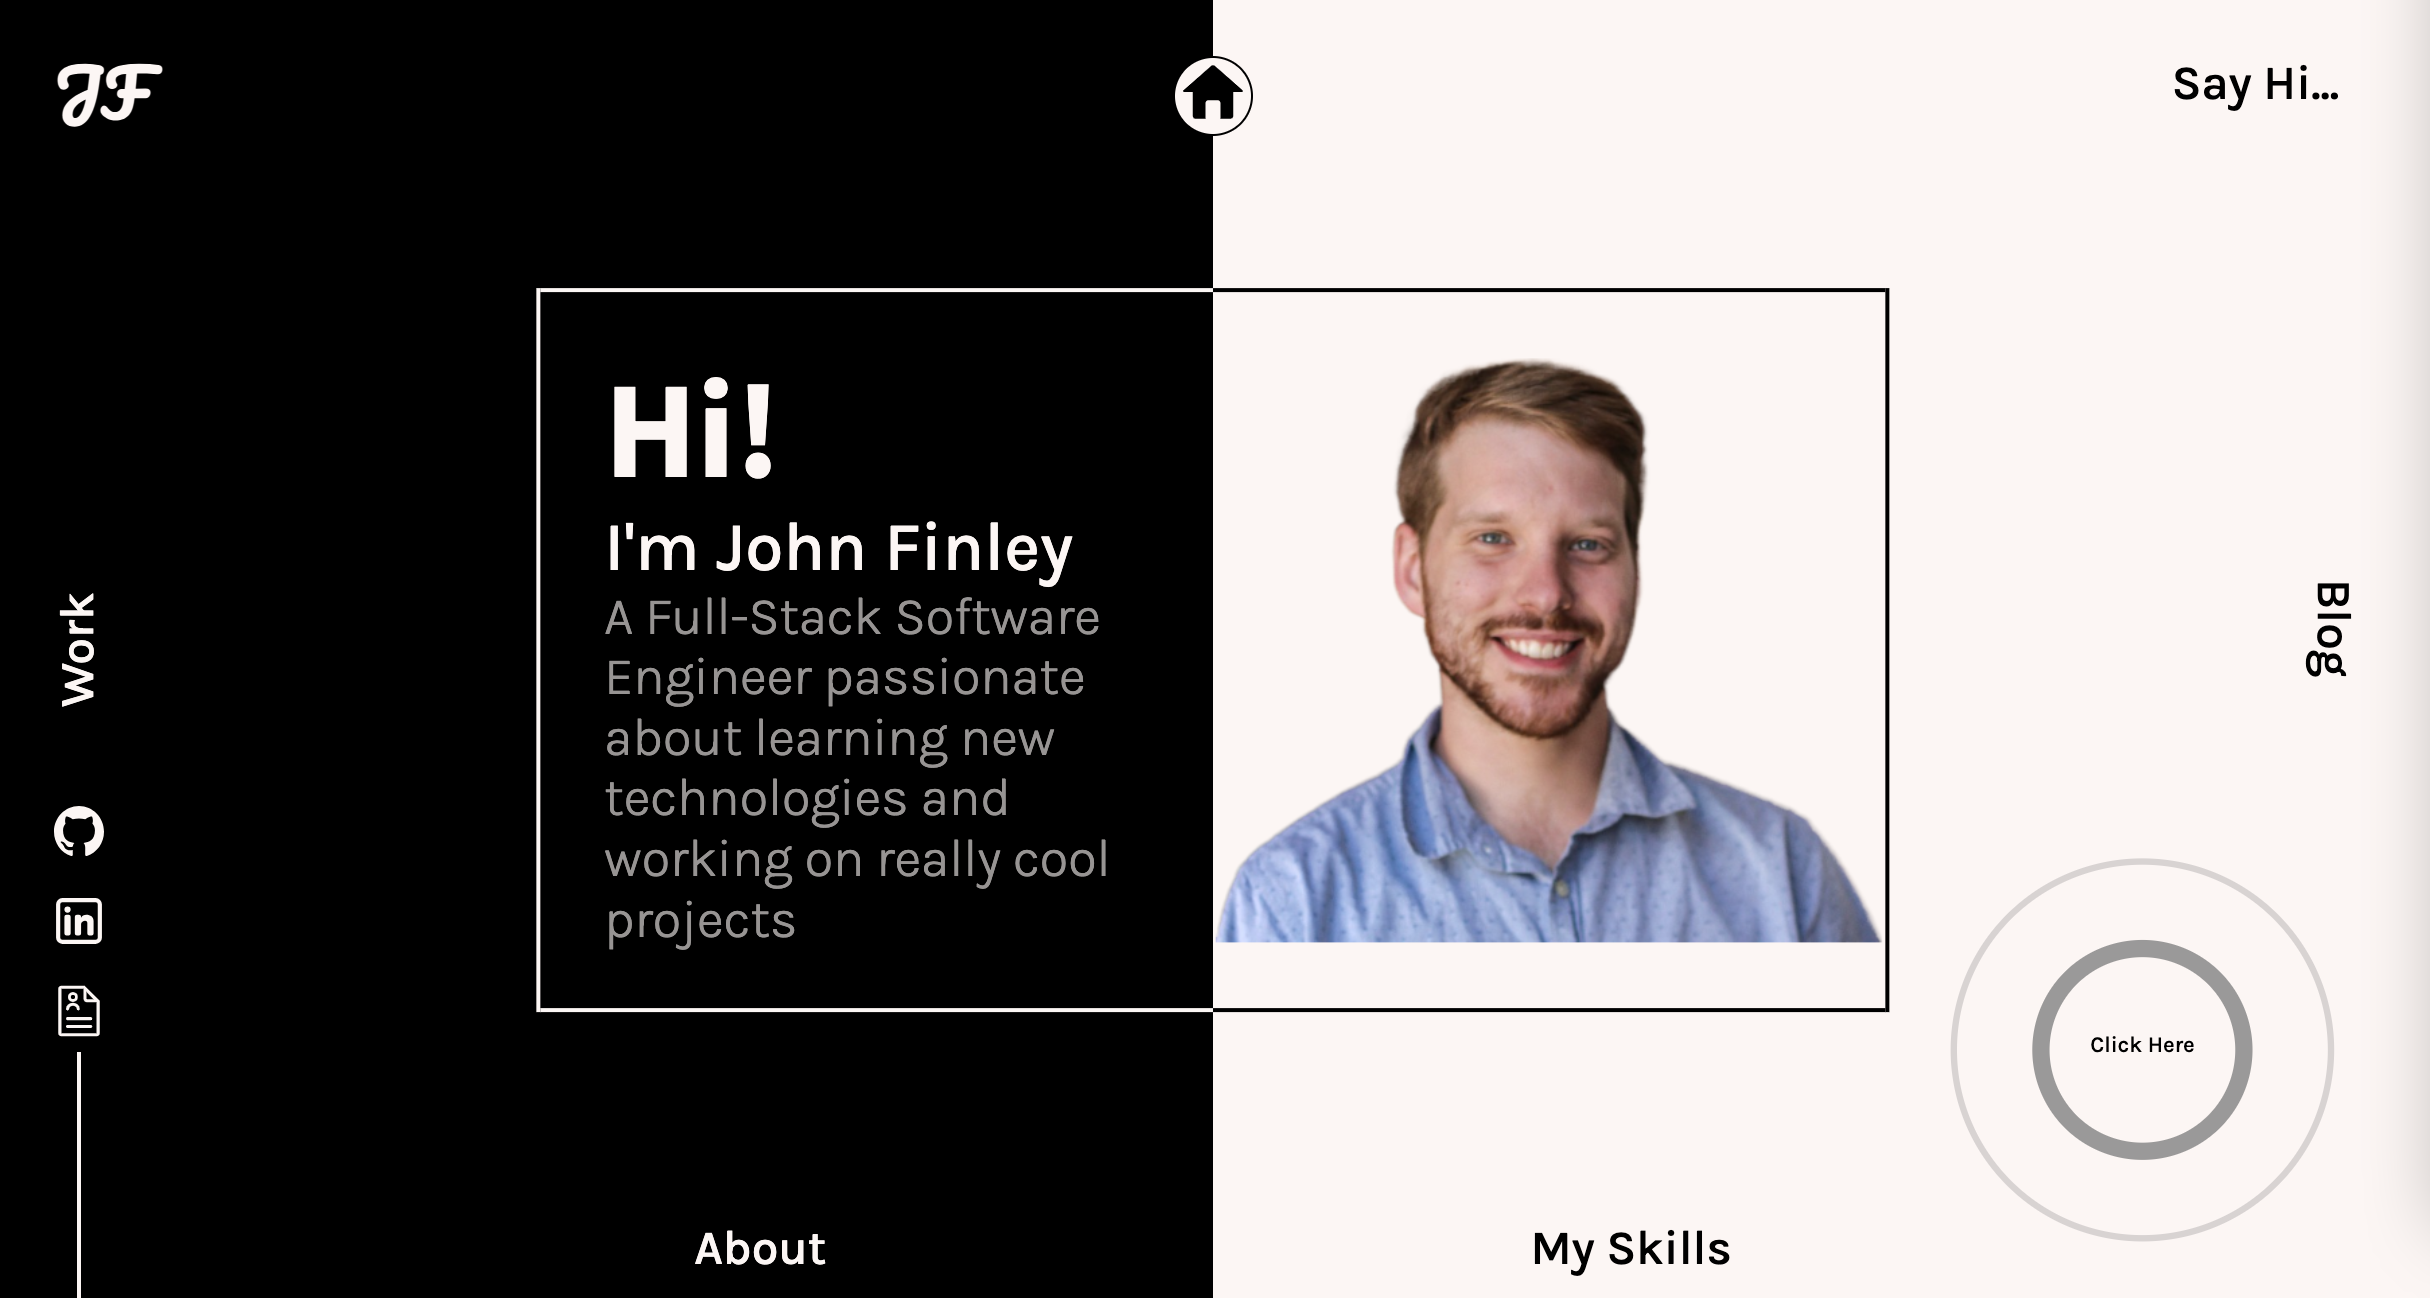 JF
Say Hi...
Hi!
I'm John Finley
A Full-Stack Software
Engineer passionate
about learning new
technologies and
working on really cool
projects
Work
Blog
in
Click Here
About
My Skills